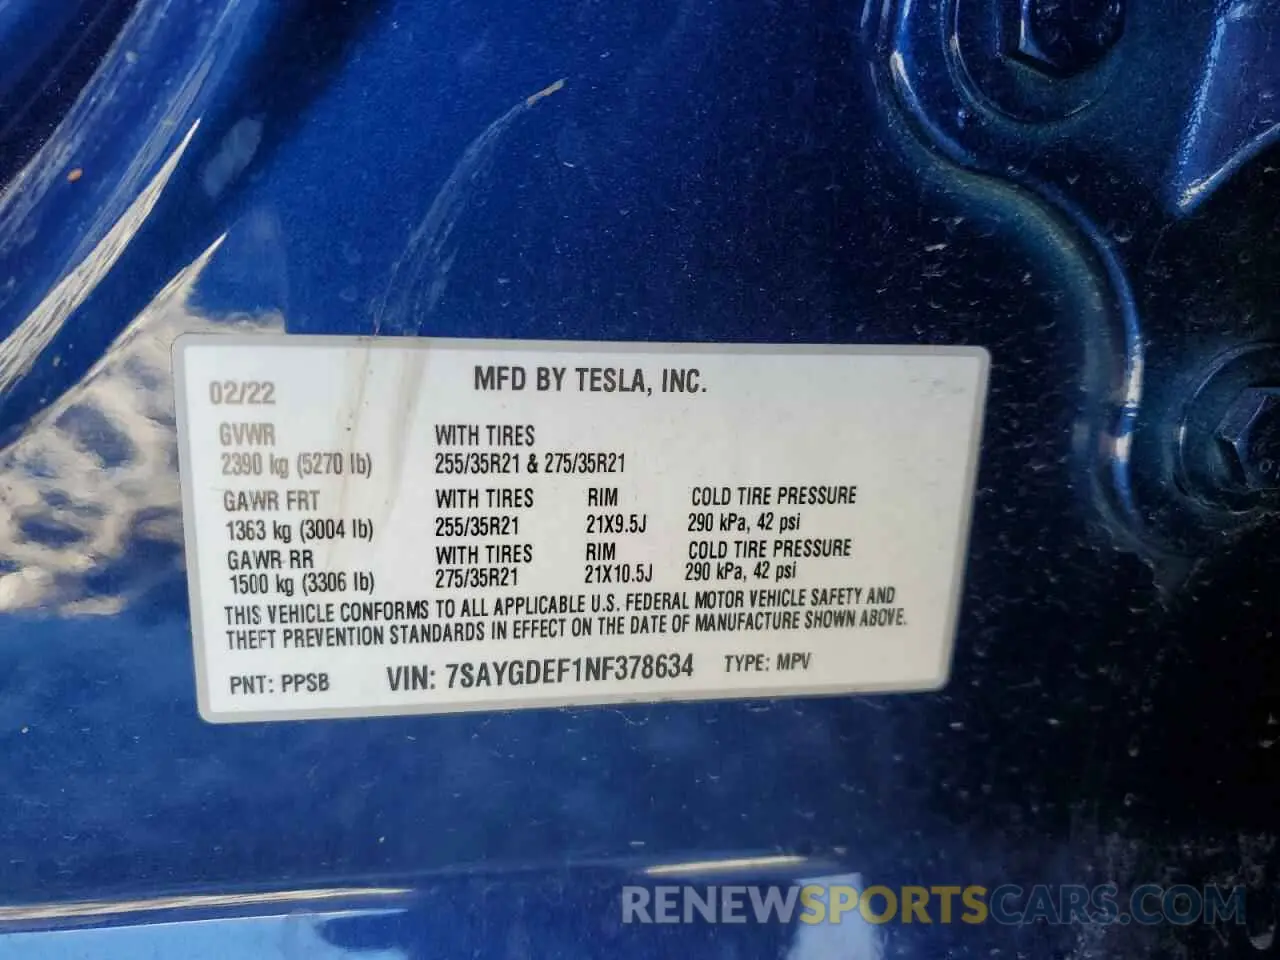 MFD BY TESLA, INC.
02/22
GVWR WITH TIRES
2390 kg (5270 lb) 255/35R21 & 275/35R21
GAWR FRT WITH TIRES RIM COLD TIRE PRESSURE
1363 kg (3004 lb) 255/35R21 21X9.5J 290 kPa, 42 psi
GAWR RR WITH TIRES RIM COLD TIRE PRESSURE
1500 kg (3306 lb) 275/35R21 21X10.5J 290 kPa, 42 psi
THIS VEHICLE CONFORMS TO ALL APPLICABLE U.S. FEDERAL MOTOR VEHICLE SAFETY AND
THEFT PREVENTION STANDARDS IN EFFECT ON THE DATE OF MANUFACTURE SHOWN ABOVE.
PNT: PPSB VIN: 7SAYGDEF1NF378634 TYPE: MPV
RENEWSPORTSCARS.COM